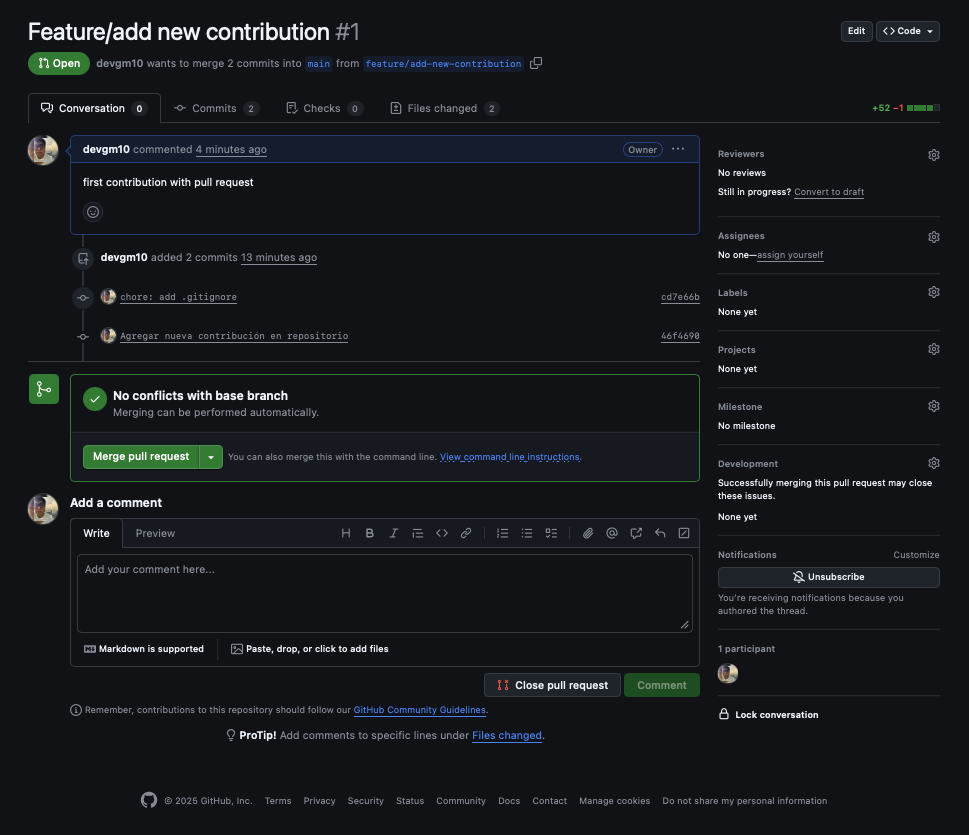 Feature/add new contribution #1
Edit
Code
Open
devgm10 wants to merge 2 commits into main from feature/add-new-contribution
Conversation 0
Commits 2
Checks 0
Files changed 2
+52 −1
devgm10 commented 4 minutes ago
Owner
first contribution with pull request
devgm10 added 2 commits 13 minutes ago
chore: add .gitignore
cd7e66b
Agregar nueva contribución en repositorio
46f4690
No conflicts with base branch
Merging can be performed automatically.
Merge pull request
You can also merge this with the command line. View command line instructions.
Add a comment
Write
Preview
Add your comment here...
Markdown is supported
Paste, drop, or click to add files
Close pull request
Comment
Remember, contributions to this repository should follow our GitHub Community Guidelines.
ProTip! Add comments to specific lines under Files changed.
Reviewers
No reviews
Still in progress? Convert to draft
Assignees
No one—assign yourself
Labels
None yet
Projects
None yet
Milestone
No milestone
Development
Successfully merging this pull request may close
these issues.
None yet
Notifications
Customize
Unsubscribe
You're receiving notifications because you
authored the thread.
1 participant
Lock conversation
© 2025 GitHub, Inc.
Terms
Privacy
Security
Status
Community
Docs
Contact
Manage cookies
Do not share my personal information